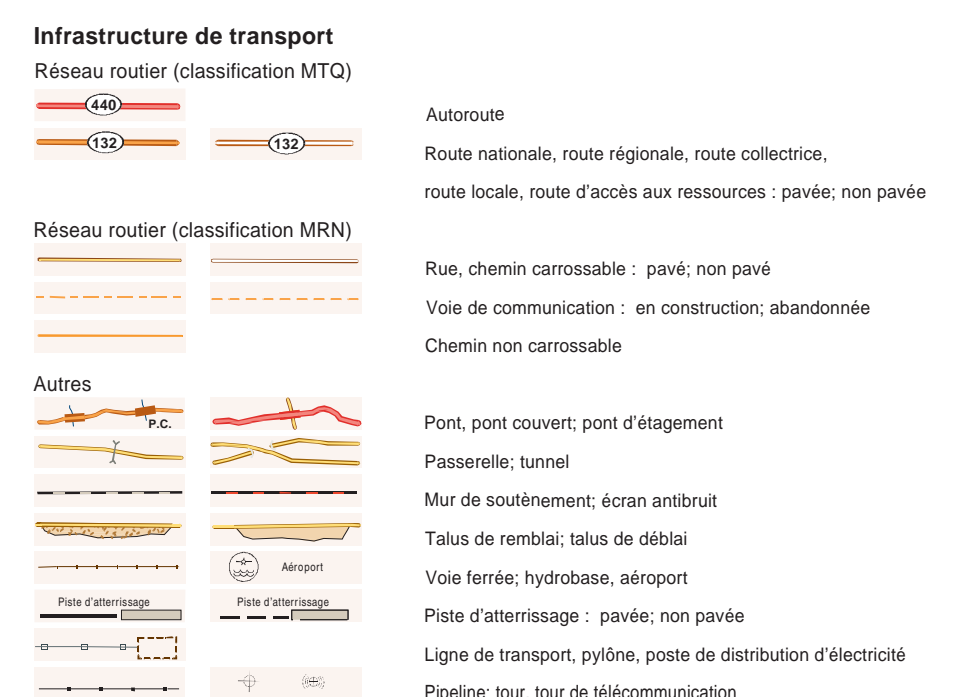 Infrastructure de transport
Réseau routier (classification MTQ)
440
Autoroute
132 132
Route nationale, route régionale, route collectrice,
route locale, route d'accès aux ressources : pavée; non pavée
Réseau routier (classification MRN)
Rue, chemin carrossable : pavé; non pavé
Voie de communication : en construction; abandonnée
Chemin non carrossable
Autres
P.C.
Pont, pont couvert; pont d'étagement
Passerelle; tunnel
Mur de soutènement; écran antibruit
Talus de remblai; talus de déblai
Aéroport
Voie ferrée; hydrobase, aéroport
Piste d'atterrissage Piste d'atterrissage
Piste d'atterrissage : pavée; non pavée
Ligne de transport, pylône, poste de distribution d'électricité
Pipeline; tour, tour de télécommunication